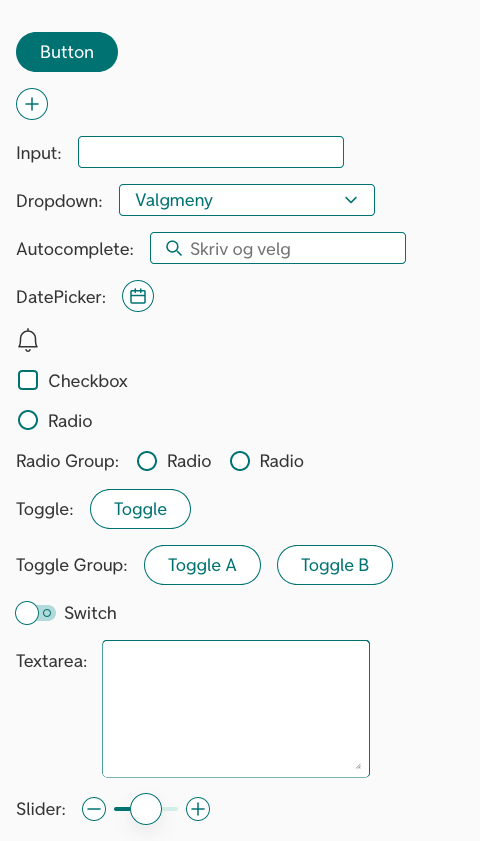 Button
Input:
Dropdown: Valgmeny
Autocomplete: Skriv og velg
DatePicker:
Checkbox
Radio
Radio Group: Radio Radio
Toggle: Toggle
Toggle Group: Toggle A Toggle B
Switch
Textarea:
Slider: